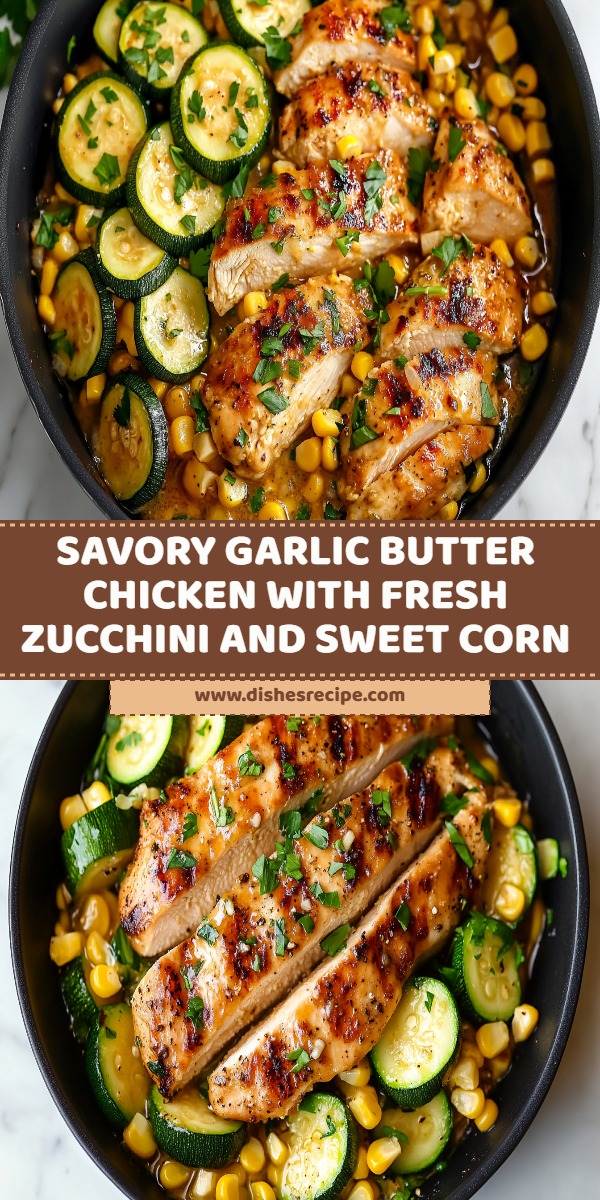 SAVORY GARLIC BUTTER
CHICKEN WITH FRESH
ZUCCHINI AND SWEET CORN
www.dishesrecipe.com